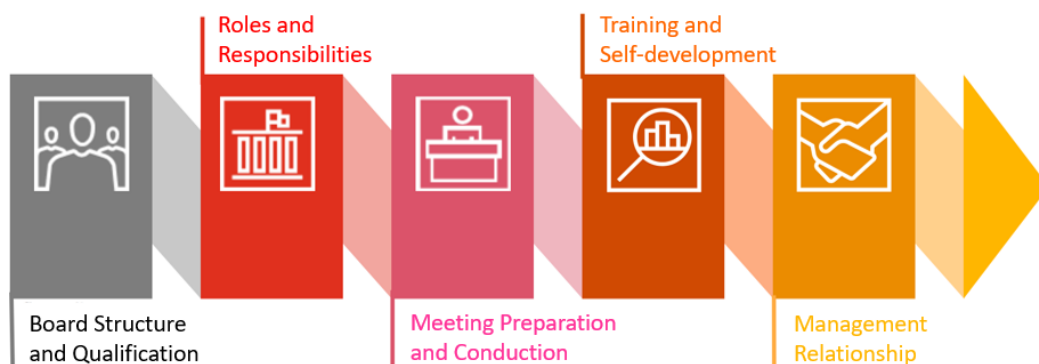 Roles and
Responsibilities
Training and
Self-development
Board Structure
and Qualification
Meeting Preparation
and Conduction
Management
Relationship